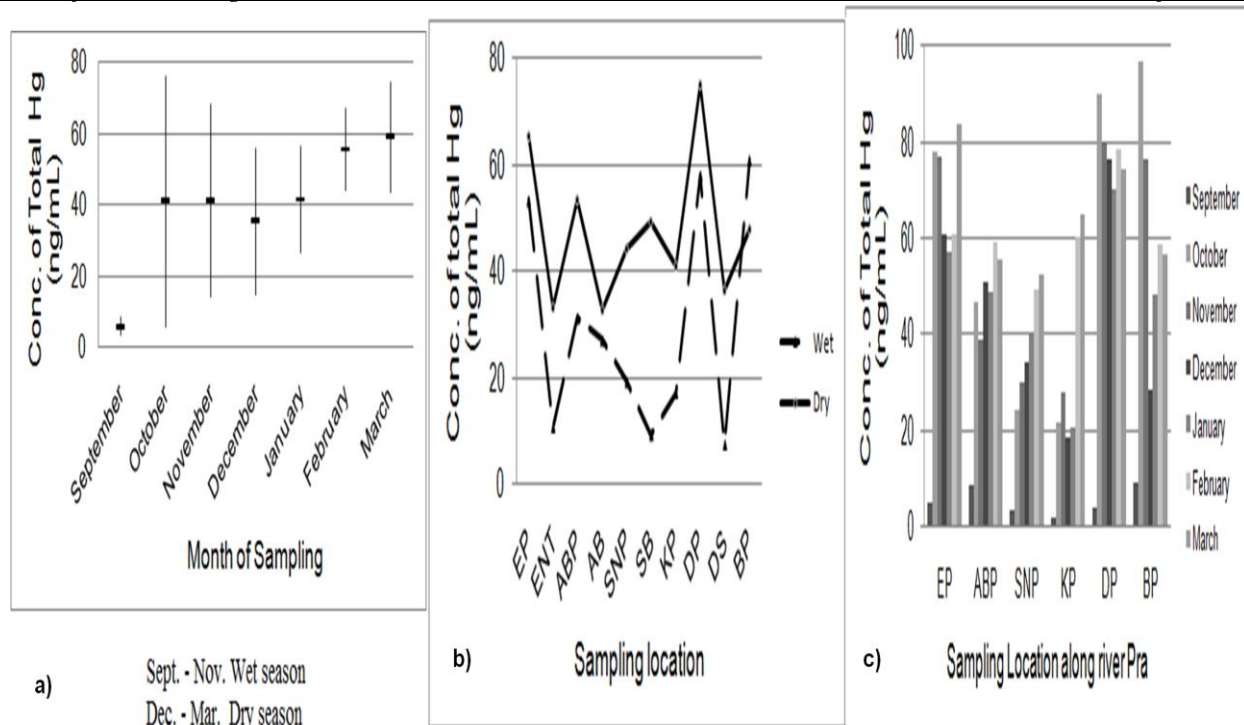 Conc. of Total Hg
(ng/mL)
80
60
40
20
0
September
October
November
December
January
February
March
Month of Sampling
a)
Sept. - Nov. Wet season
Dec. - Mar. Dry season
Conc. of total Hg
(ng/mL)
80
60
40
20
0
EP
ENT
ABP
AB
SNP
SB
KP
DP
DS
BP
Wet
Dry
b)
Sampling location
Conc. of Total Hg
(ng/mL)
100
80
60
40
20
0
EP
ABP
SNP
KP
DP
BP
September
October
November
December
January
February
March
c)
Sampling Location along river Pra